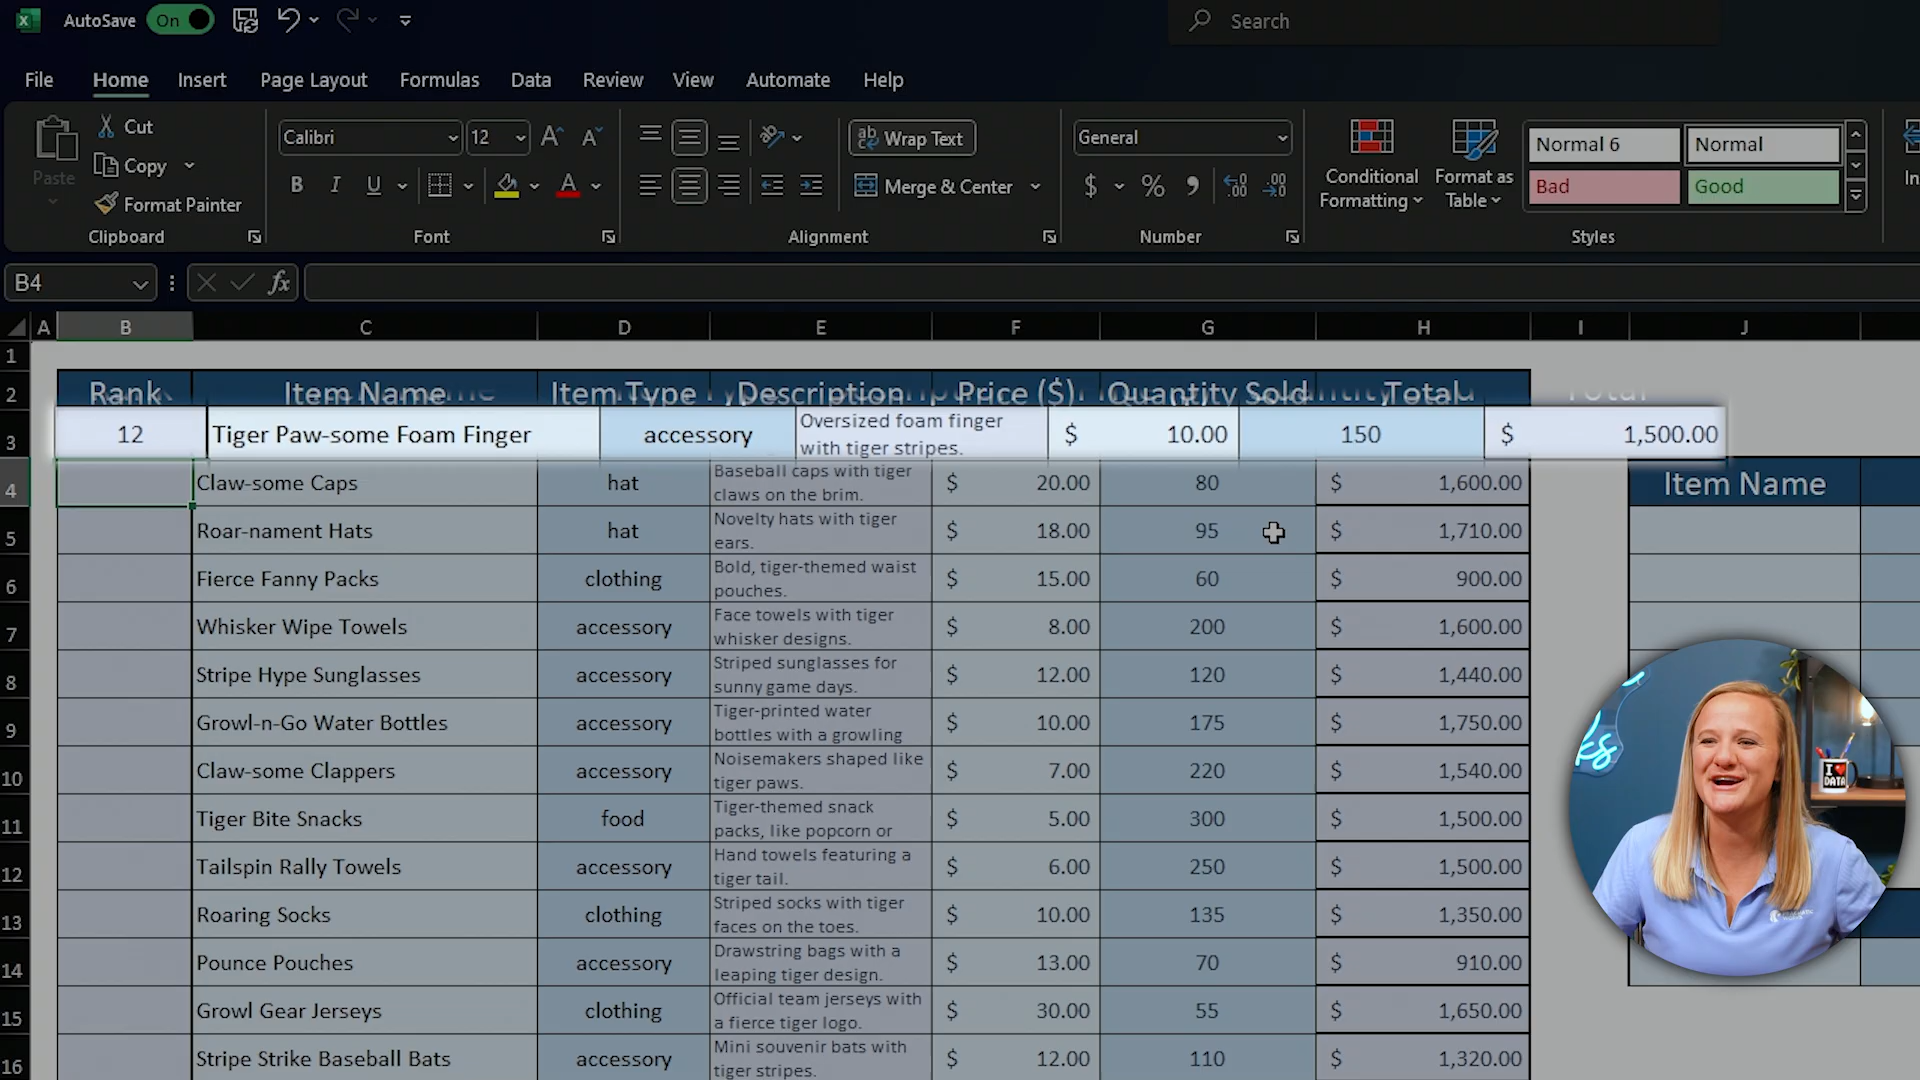 AutoSave On Search
File Home Insert Page Layout Formulas Data Review View Automate Help
Paste Cut Copy Format Painter Clipboard
Calibri 12 B I U Font
Wrap Text Merge & Center Alignment
General $ % 9 Number
Conditional Formatting Format as Table
Normal 6 Normal Bad Good Styles
In
B4 fx
A B C D E F G H I J
1
2 Rank Item Name Item Type Description Price ($) Quantity Sold Total
3 12 Tiger Paw-some Foam Finger accessory Oversized foam finger with tiger stripes. $ 10.00 150 $ 1,500.00
4 Claw-some Caps hat Baseball caps with tiger claws on the brim. $ 20.00 80 $ 1,600.00 Item Name
5 Roar-nament Hats hat Novelty hats with tiger ears. $ 18.00 95 $ 1,710.00
6 Fierce Fanny Packs clothing Bold, tiger-themed waist pouches. $ 15.00 60 $ 900.00
7 Whisker Wipe Towels accessory Face towels with tiger whisker designs. $ 8.00 200 $ 1,600.00
8 Stripe Hype Sunglasses accessory Striped sunglasses for sunny game days. $ 12.00 120 $ 1,440.00
9 Growl-n-Go Water Bottles accessory Tiger-printed water bottles with a growling $ 10.00 175 $ 1,750.00
10 Claw-some Clappers accessory Noisemakers shaped like tiger paws. $ 7.00 220 $ 1,540.00
11 Tiger Bite Snacks food Tiger-themed snack packs, like popcorn or $ 5.00 300 $ 1,500.00
12 Tailspin Rally Towels accessory Hand towels featuring a tiger tail. $ 6.00 250 $ 1,500.00
13 Roaring Socks clothing Striped socks with tiger faces on the toes. $ 10.00 135 $ 1,350.00
14 Pounce Pouches accessory Drawstring bags with a leaping tiger design. $ 13.00 70 $ 910.00
15 Growl Gear Jerseys clothing Official team jerseys with a fierce tiger logo. $ 30.00 55 $ 1,650.00
16 Stripe Strike Baseball Bats accessory Mini souvenir bats with tiger stripes. $ 12.00 110 $ 1,320.00
I DATA